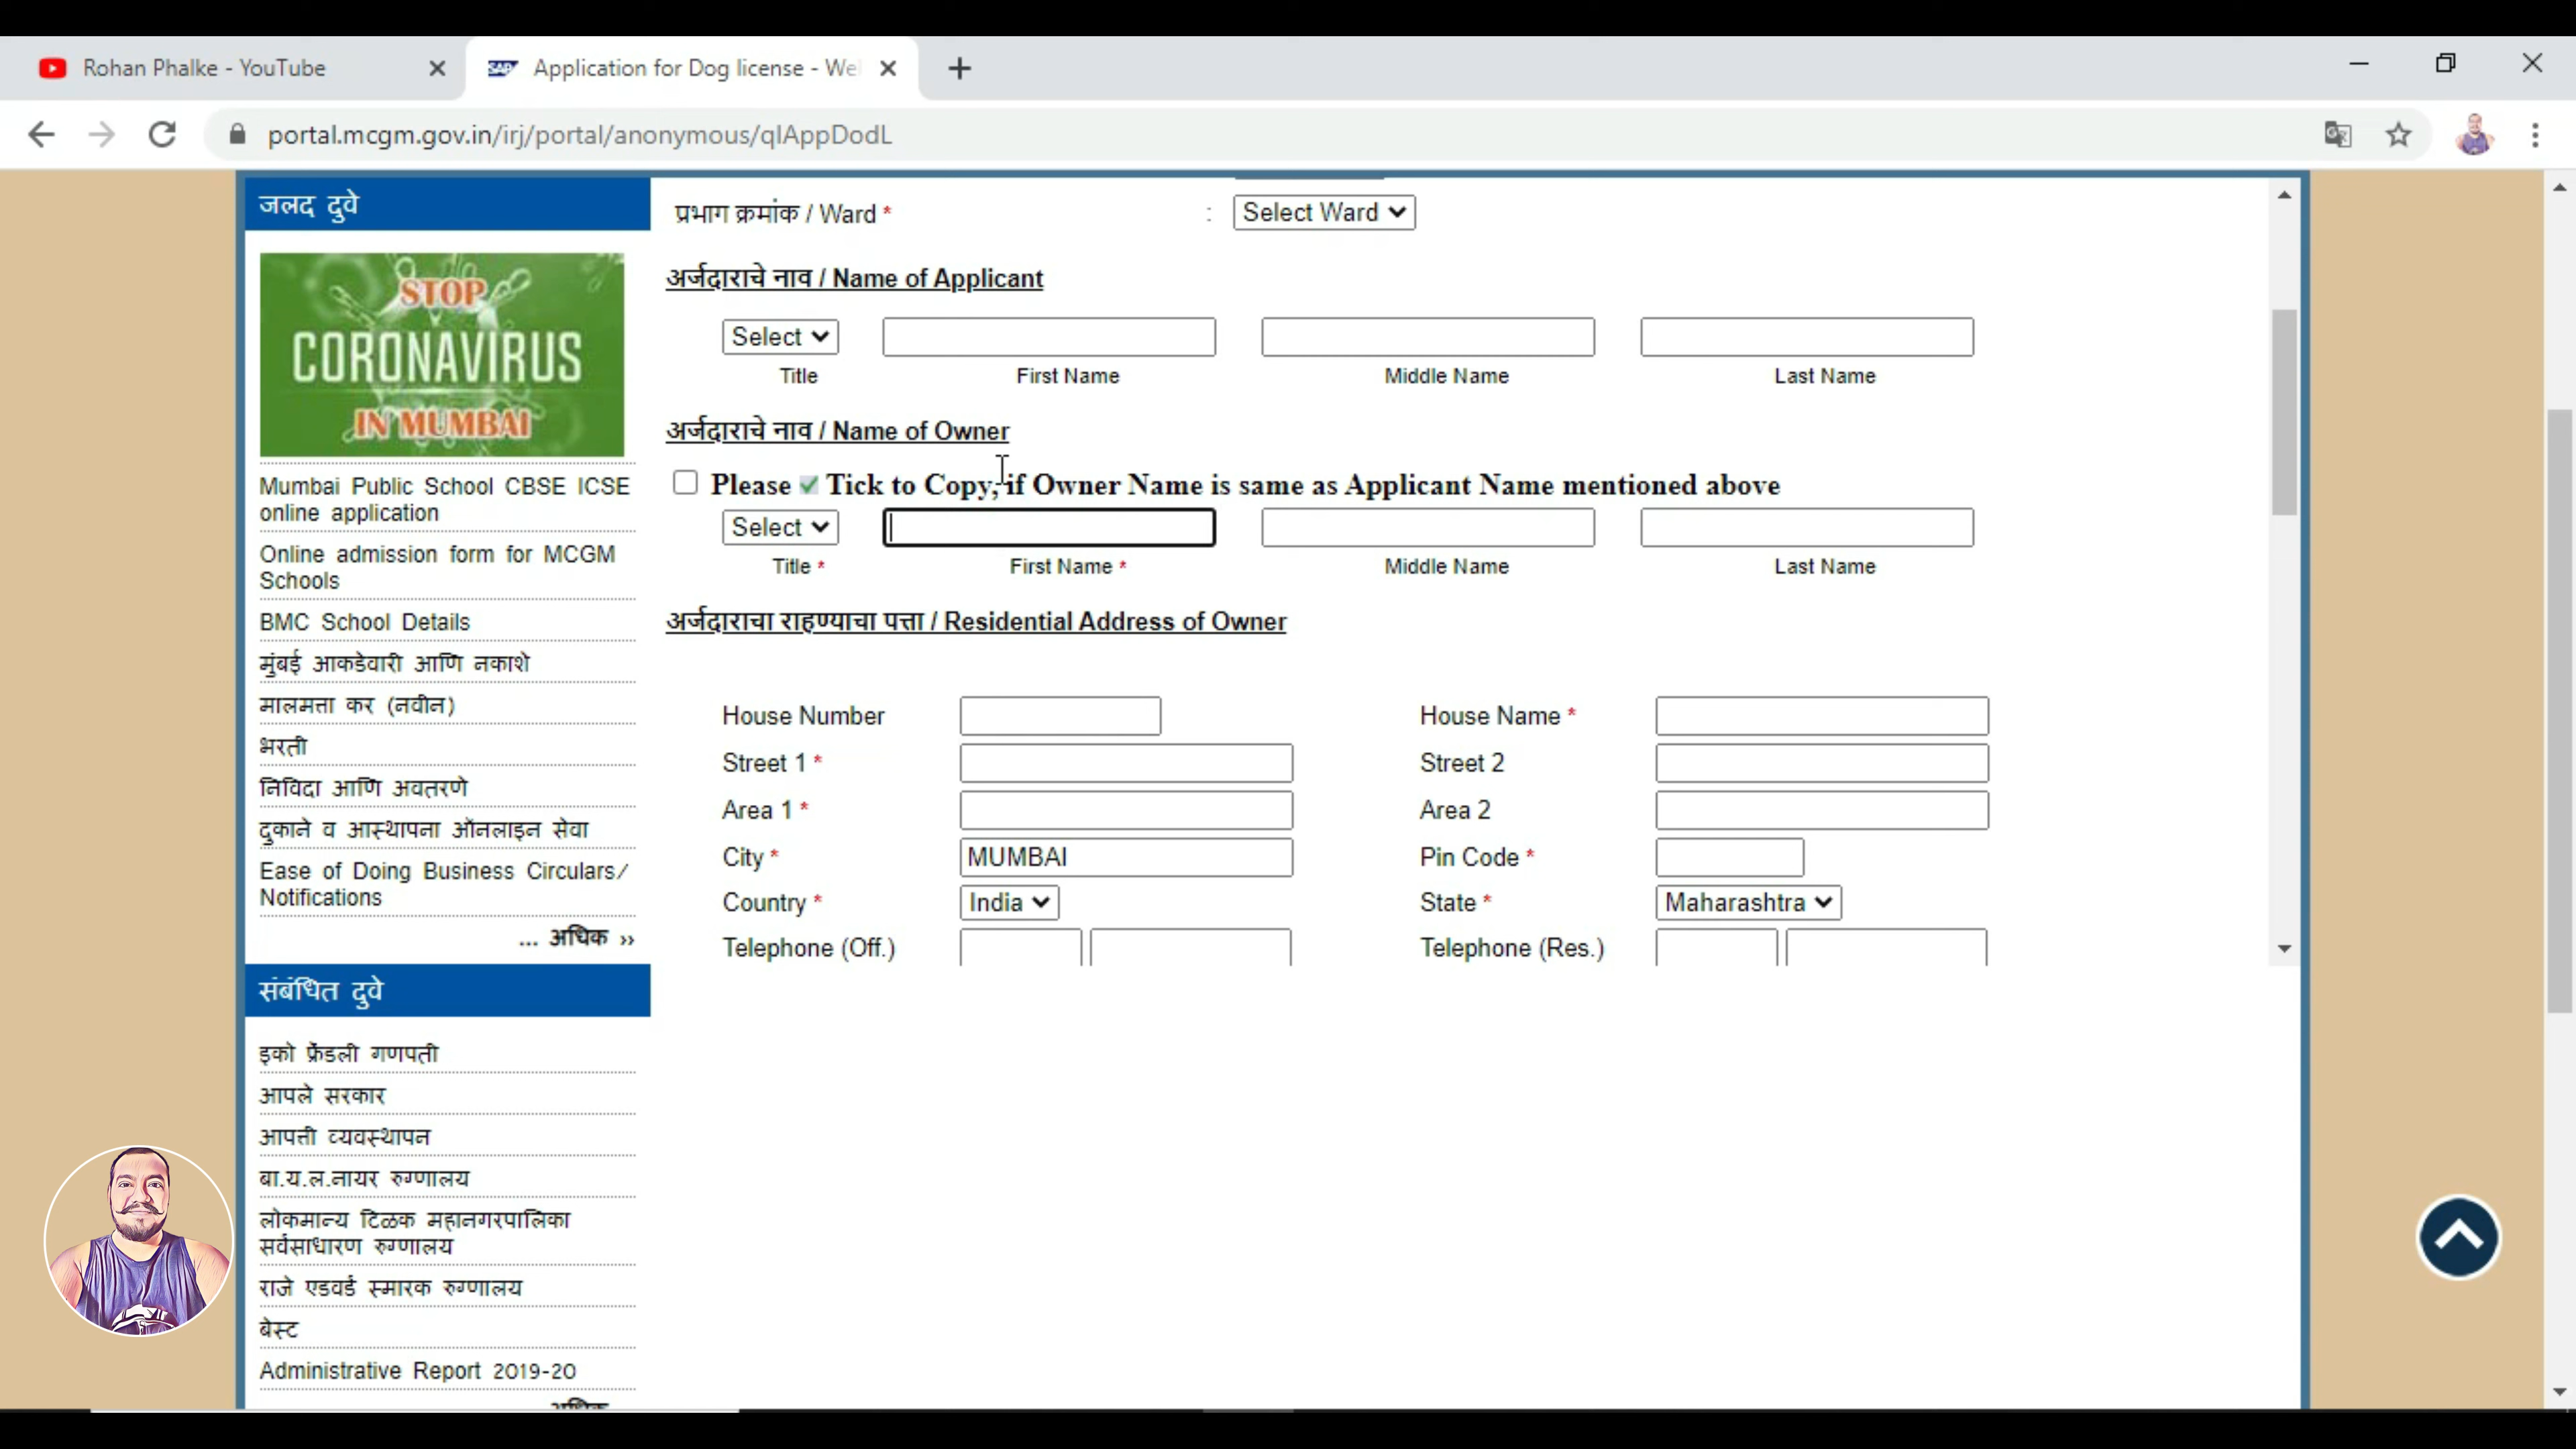 Rohan Phalke - YouTube
SAP Application for Dog license - We
portal.mcgm.gov.in/irj/portal/anonymous/qlAppDodL
जलद दुवे
STOP
CORONAVIRUS
IN MUMBAI
Mumbai Public School CBSE ICSE
online application
Online admission form for MCGM
Schools
BMC School Details
मुंबई आकडेवारी आणि नकाशे
मालमत्ता कर (नवीन)
भरती
निविदा आणि अवतरणे
दुकाने व आस्थापना ऑनलाइन सेवा
Ease of Doing Business Circulars/
Notifications
... अधिक ››
संबंधित दुवे
इको फ्रेंडली गणपती
आपले सरकार
आपत्ती व्यवस्थापन
बा.य.ल.नायर रुग्णालय
लोकमान्य टिळक महानगरपालिका
सर्वसाधारण रुग्णालय
राजे एडवर्ड स्मारक रुग्णालय
बेस्ट
Administrative Report 2019-20
प्रभाग क्रमांक / Ward * : Select Ward
अर्जदाराचे नाव / Name of Applicant
Select
Title First Name Middle Name Last Name
अर्जदाराचे नाव / Name of Owner
Please ✓ Tick to Copy, if Owner Name is same as Applicant Name mentioned above
Select
Title * First Name * Middle Name Last Name
अर्जदाराचा राहण्याचा पत्ता / Residential Address of Owner
House Number House Name *
Street 1 * Street 2
Area 1 * Area 2
City * MUMBAI Pin Code *
Country * India State * Maharashtra
Telephone (Off.) Telephone (Res.)